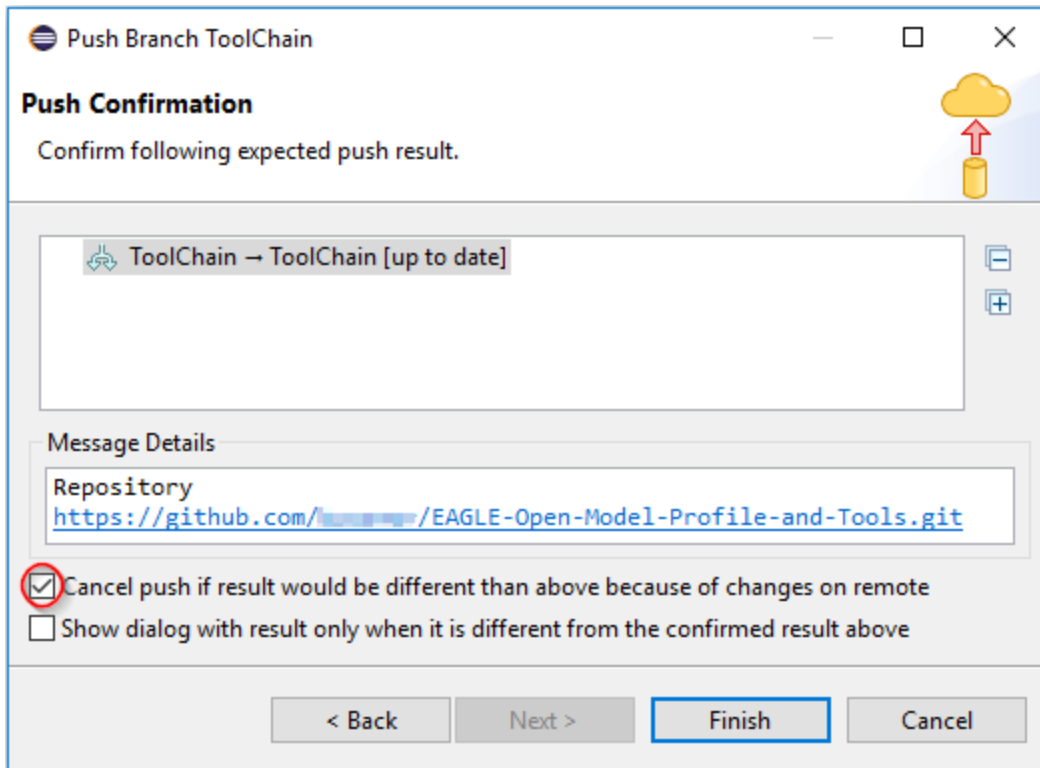 Push Branch ToolChain
Push Confirmation
Confirm following expected push result.
ToolChain → ToolChain [up to date]
Message Details
Repository
https://github.com/ /EAGLE-Open-Model-Profile-and-Tools.git
Cancel push if result would be different than above because of changes on remote
Show dialog with result only when it is different from the confirmed result above
< Back
Next >
Finish
Cancel